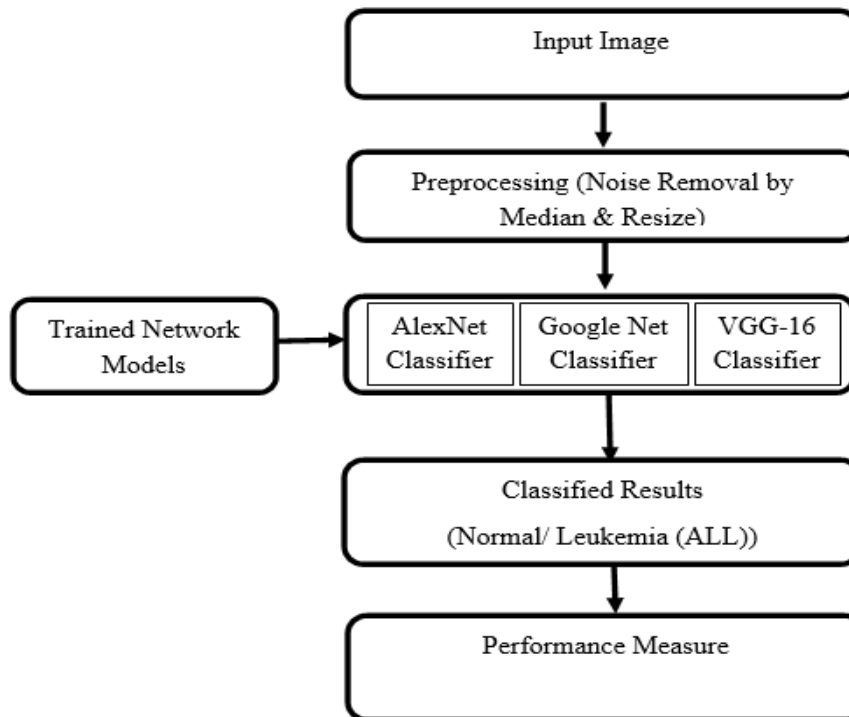 Input Image
Preprocessing (Noise Removal by
Median & Resize)
Trained Network
Models
AlexNet
Classifier
Google Net
Classifier
VGG-16
Classifier
Classified Results
(Normal/ Leukemia (ALL))
Performance Measure